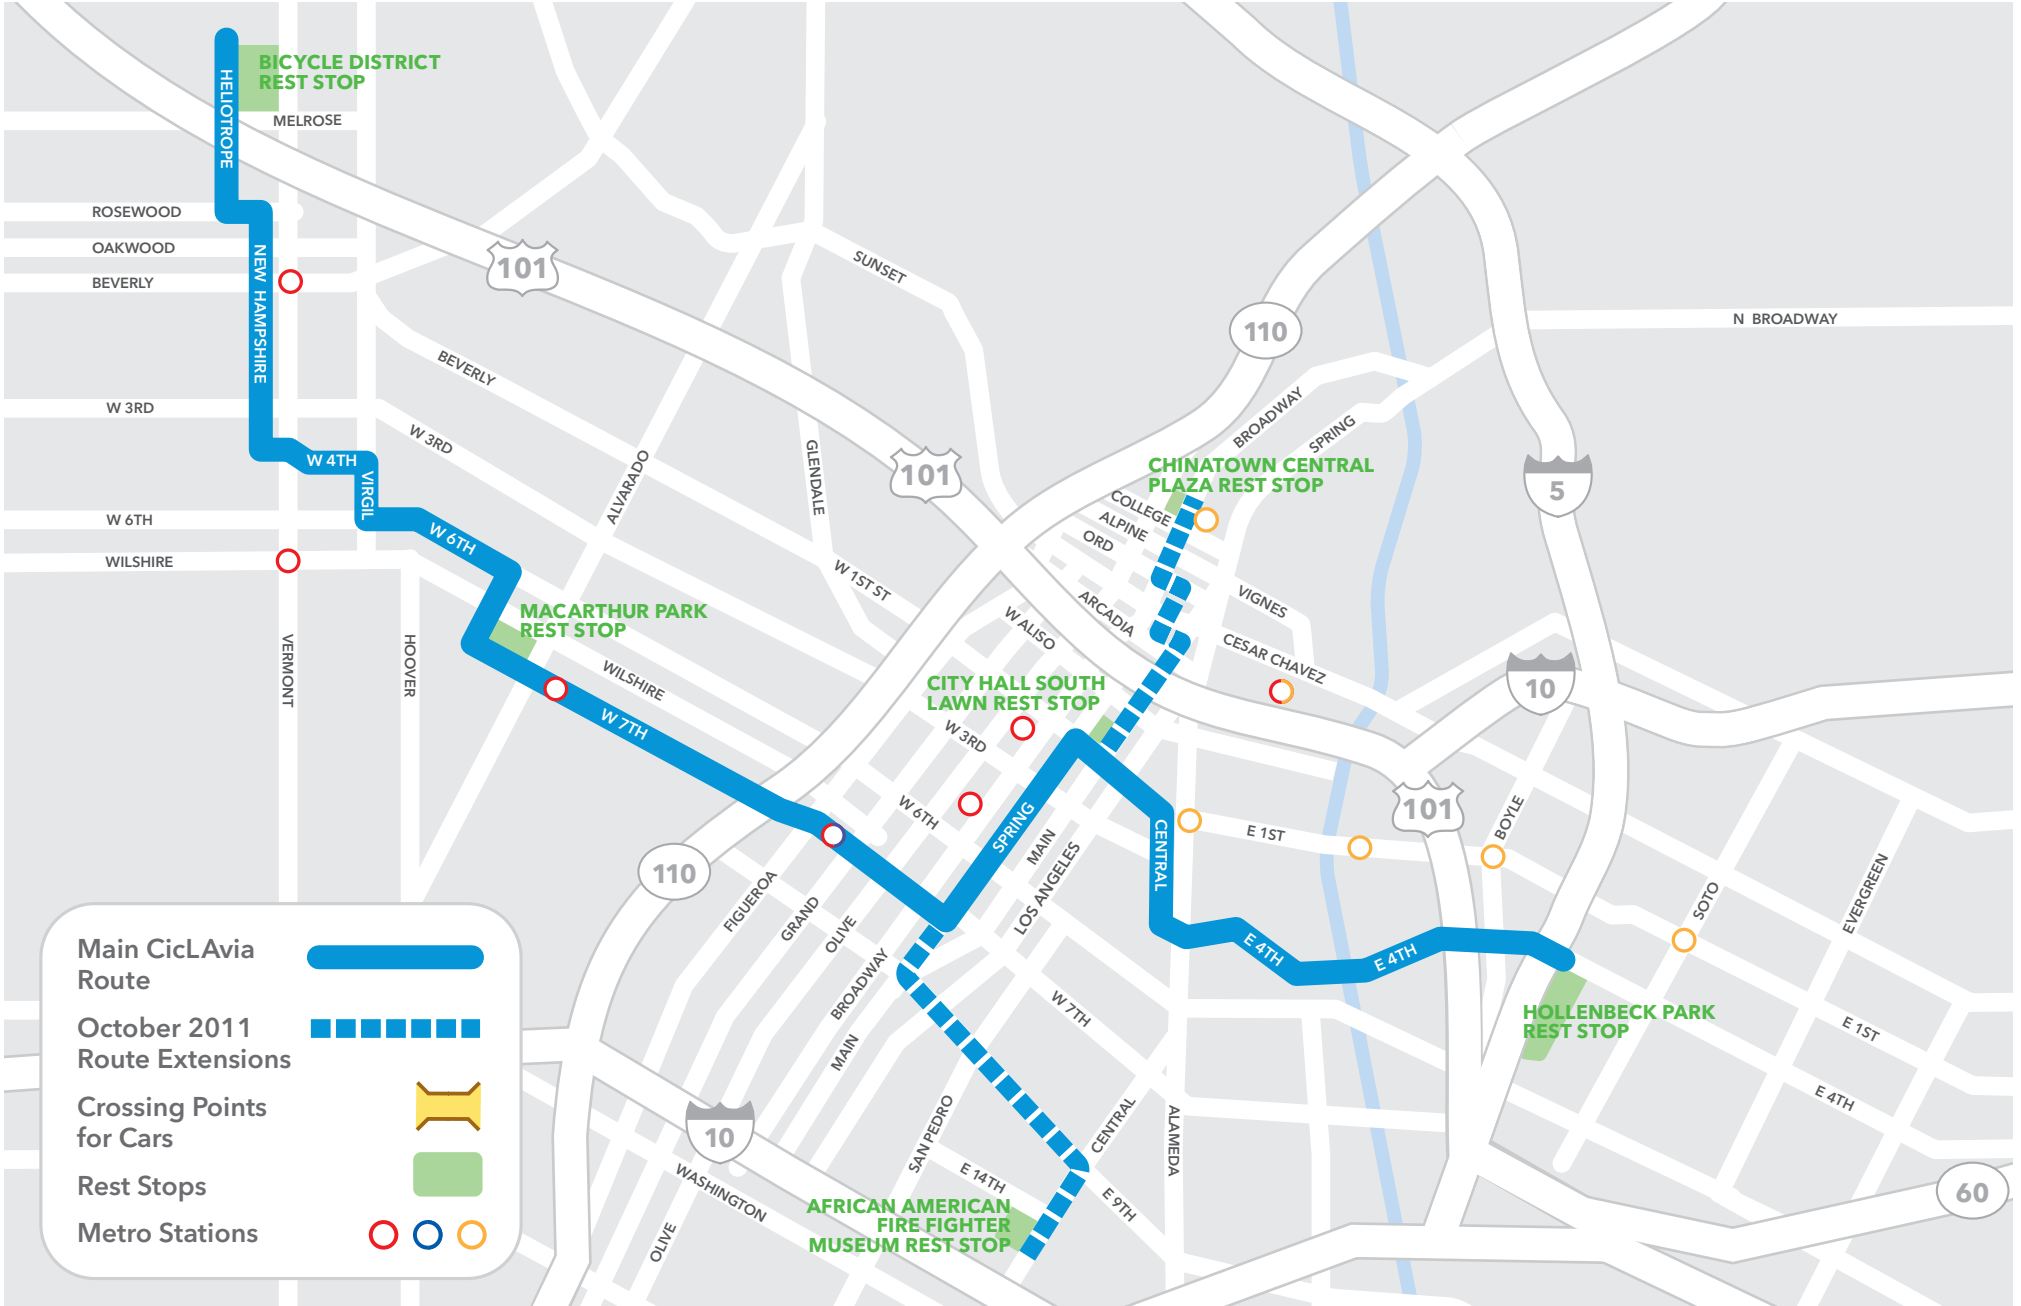 BICYCLE DISTRICT
REST STOP
HELIOTROPE
MELROSE
ROSEWOOD
OAKWOOD
BEVERLY
NEW HAMPSHIRE
101
SUNSET
110
N BROADWAY
BEVERLY
W 3RD
W 3RD
W 4TH
VIRGIL
W 6TH
W 6TH
WILSHIRE
ALVARADO
GLENDALE
101
BROADWAY
SPRING
5
CHINATOWN CENTRAL
PLAZA REST STOP
COLLEGE
ALPINE
ORD
W 1ST ST
ARCADIA
W ALISO
VIGNES
CESAR CHAVEZ
MACARTHUR PARK
REST STOP
VERMONT
HOOVER
WILSHIRE
W 7TH
CITY HALL SOUTH
LAWN REST STOP
W 3RD
10
101
W 6TH
SPRING
MAIN
LOS ANGELES
CENTRAL
E 1ST
BOYLE
110
FIGUEROA
GRAND
OLIVE
BROADWAY
MAIN
E 4TH
E 4TH
SOTO
EVERGREEN
HOLLENBECK PARK
REST STOP
E 1ST
E 4TH
W 7TH
SAN PEDRO
CENTRAL
ALAMEDA
E 14TH
E 9TH
10
WASHINGTON
OLIVE
AFRICAN AMERICAN
FIRE FIGHTER
MUSEUM REST STOP
60
Main CicLAvia
Route
October 2011
Route Extensions
Crossing Points
for Cars
Rest Stops
Metro Stations